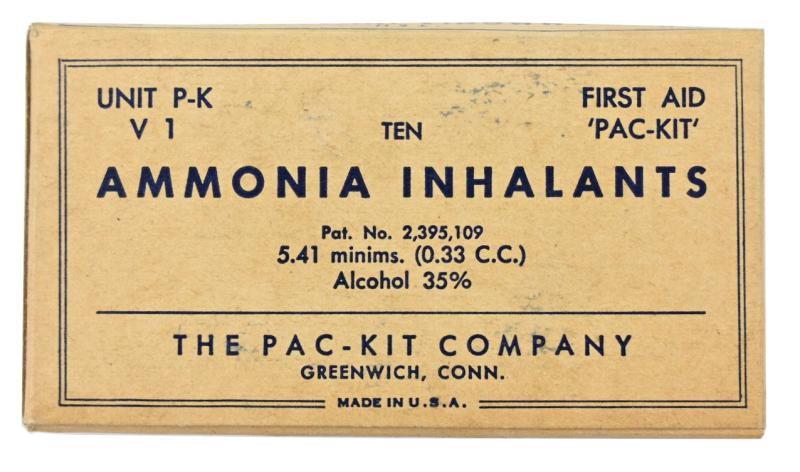 UNIT P-K
V 1
FIRST AID
'PAC-KIT'
TEN
AMMONIA INHALANTS
Pat. No. 2,395,109
5.41 minims. (0.33 C.C.)
Alcohol 35%
THE PAC-KIT COMPANY
GREENWICH, CONN.
MADE IN U.S.A.